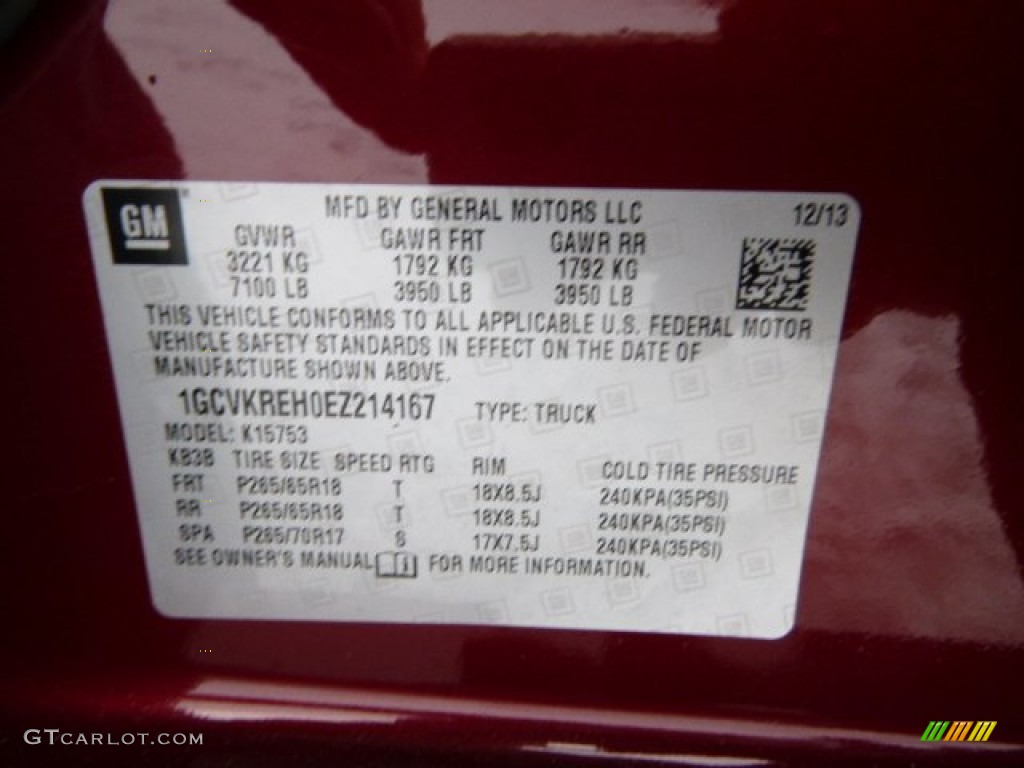 GM
MFD BY GENERAL MOTORS LLC 12/13
GVWR GAWR FRT GAWR RR
3221 KG 1792 KG 1792 KG
7100 LB 3950 LB 3950 LB
THIS VEHICLE CONFORMS TO ALL APPLICABLE U.S. FEDERAL MOTOR
VEHICLE SAFETY STANDARDS IN EFFECT ON THE DATE OF
MANUFACTURE SHOWN ABOVE.
1GCVKREH0EZ214167 TYPE: TRUCK
MODEL: K15753
K83B TIRE SIZE SPEED RTG RIM COLD TIRE PRESSURE
FRT P265/65R18 T 18X8.5J 240KPA(35PSI)
RR P265/65R18 T 18X8.5J 240KPA(35PSI)
SPA P265/70R17 S 17X7.5J 240KPA(35PSI)
SEE OWNER'S MANUAL FOR MORE INFORMATION.
GTCARLOT.COM